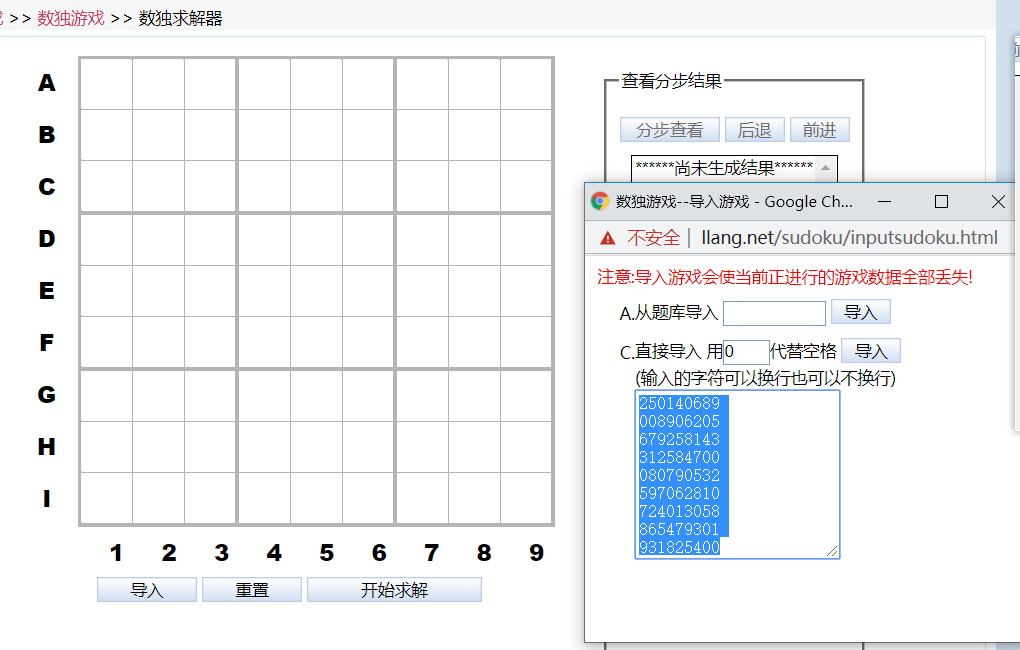 >> 数独游戏 >> 数独求解器
A
B
C
D
E
F
G
H
I
1 2 3 4 5 6 7 8 9
导入 重置 开始求解
查看分步结果
分步查看 后退 前进
******尚未生成结果******
数独游戏--导入游戏 - Google Ch...
不安全 | llang.net/sudoku/inputsudoku.html
注意:导入游戏会使当前正进行的游戏数据全部丢失!
A.从题库导入 导入
C.直接导入 用0代替空格 导入
(输入的字符可以换行也可以不换行)
250140689
008906205
679258143
312584700
080790532
597062810
724013058
865479301
931825400